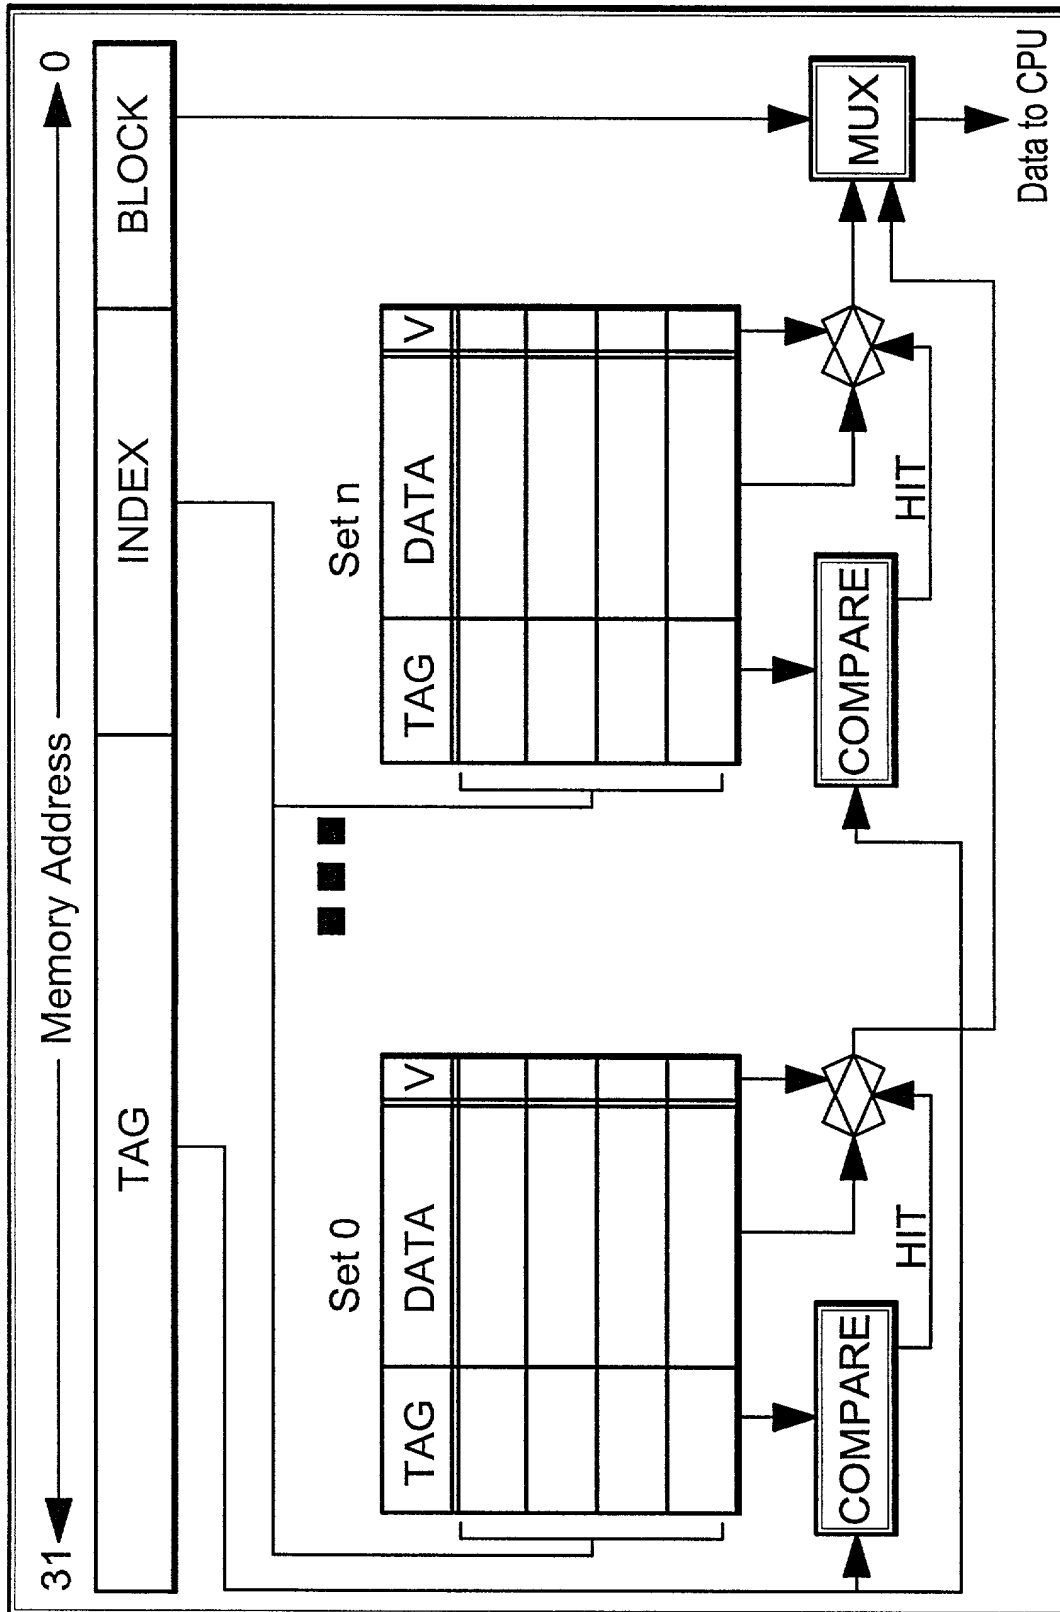 31 Memory Address 0
TAG INDEX BLOCK
Set 0 Set n
TAG DATA V TAG DATA V
COMPARE HIT COMPARE HIT MUX
Data to CPU